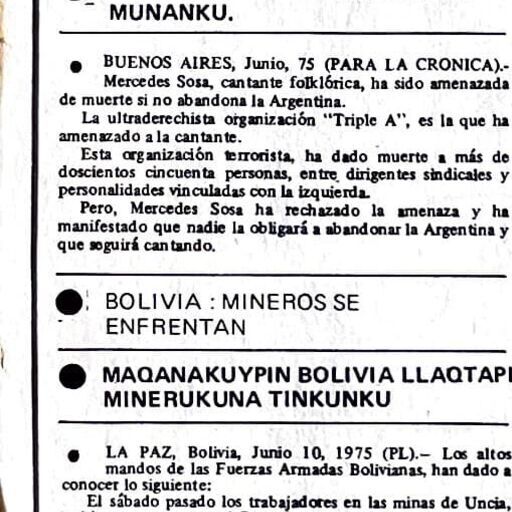 MUNANKU.
BUENOS AIRES, Junio, 75 (PARA LA CRONICA).-
Mercedes Sosa, cantante folklórica, ha sido amenazada
de muerte si no abandona la Argentina.
La ultraderechista organización "Triple A", es la que ha
amenazado a la cantante.
Esta organización terrorista, ha dado muerte a más de
doscientos cincuenta personas, entre dirigentes sindicales y
personalidades vinculadas con la izquierda.
Pero, Mercedes Sosa ha rechazado la amenaza y ha
manifestado que nadie la obligará a abandonar la Argentina y
que seguirá cantando.
BOLIVIA : MINEROS SE
ENFRENTAN
MAQANAKUYPIN BOLIVIA LLAQTAPI
MINERUKUNA TINKUNKU
LA PAZ, Bolivia, Junio 10, 1975 (PL).- Los altos
mandos de las Fuerzas Armadas Bolivianas, han dado a
conocer lo siguiente:
El sábado pasado los trabajadores en las minas de Uncia,